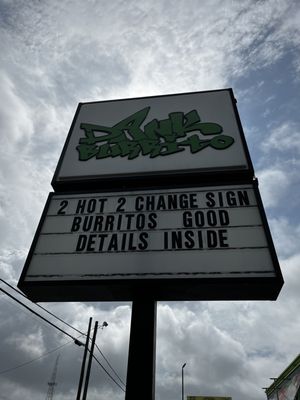 DANK
BURRITO
2 HOT 2 CHANGE SIGN
BURRITOS GOOD
DETAILS INSIDE